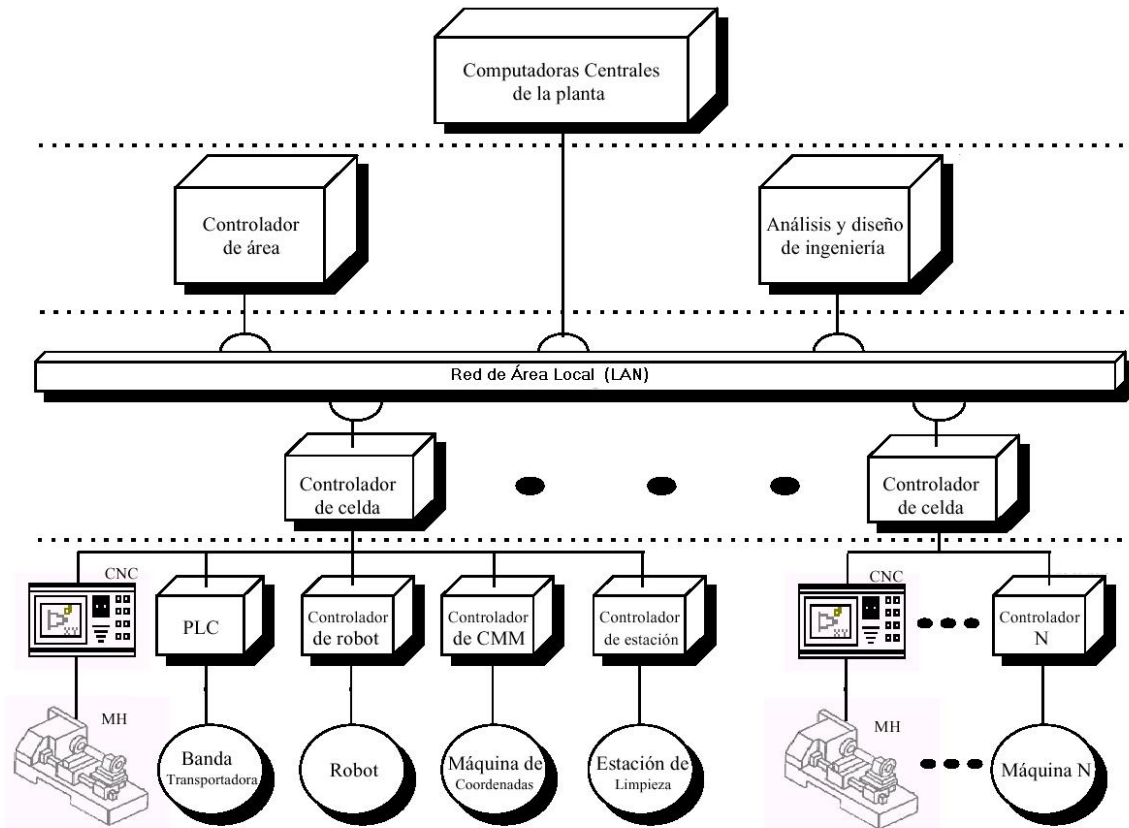 Computadoras Centrales
de la planta
Controlador
de área
Análisis y diseño
de ingeniería
Red de Área Local (LAN)
Controlador
de celda
Controlador
de celda
CNC
PLC
Controlador
de robot
Controlador
de CMM
Controlador
de estación
CNC
Controlador
N
MH
Banda
Transportadora
Robot
Máquina de
Coordenadas
Estación de
Limpieza
MH
Máquina N